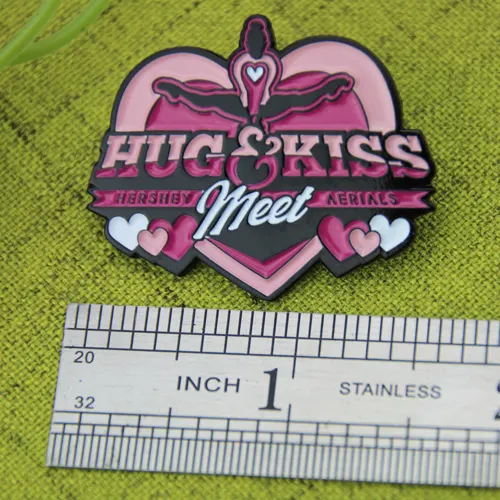 HUG & KISS
HERSHEY Meet AERIALS
20
INCH 1 STAINLESS
32